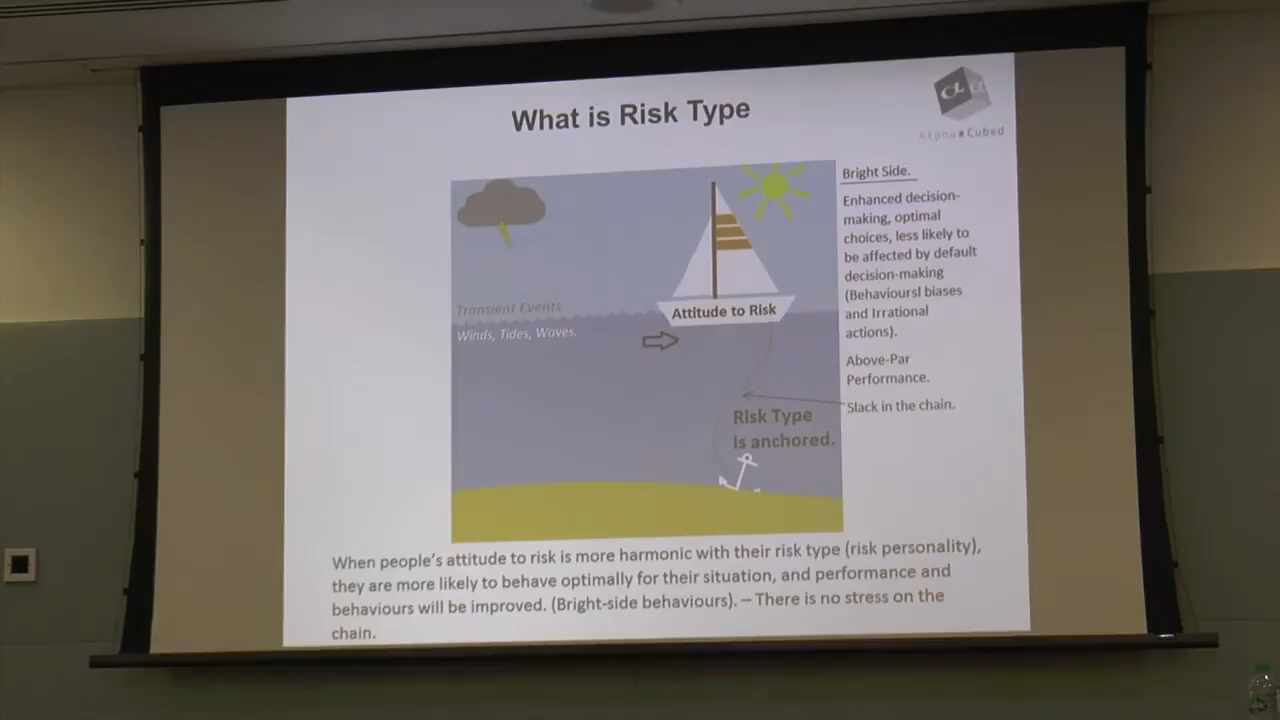 What is Risk Type
Alpha Cubed
Bright Side.
Enhanced decision-
making, optimal
choices, less likely to
be affected by default
decision-making
(Behavioursl biases
and Irrational
actions).
Above-Par
Performance.
Slack in the chain.
Transient Events
Winds, Tides, Waves.
Attitude to Risk
Risk Type
is anchored.
When people's attitude to risk is more harmonic with their risk type (risk personality),
they are more likely to behave optimally for their situation, and performance and
behaviours will be improved. (Bright-side behaviours). – There is no stress on the
chain.